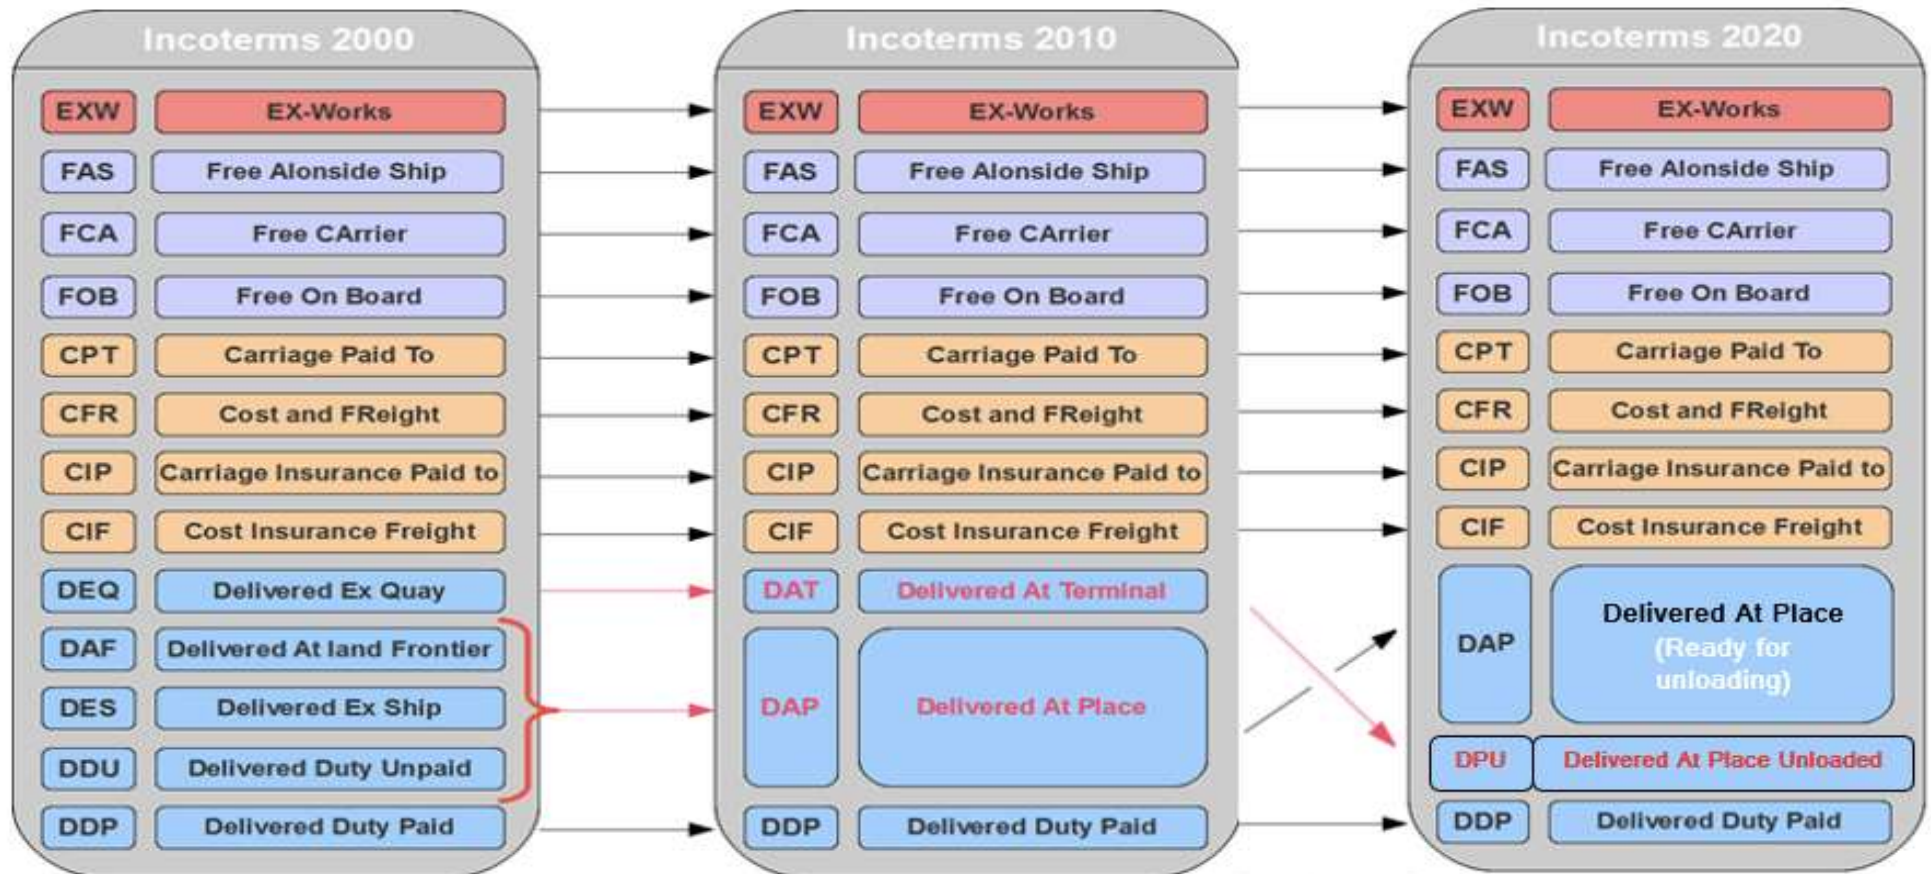 Incoterms 2000
EXW EX-Works
FAS Free Alonside Ship
FCA Free CArrier
FOB Free On Board
CPT Carriage Paid To
CFR Cost and FReight
CIP Carriage Insurance Paid to
CIF Cost Insurance Freight
DEQ Delivered Ex Quay
DAF Delivered At land Frontier
DES Delivered Ex Ship
DDU Delivered Duty Unpaid
DDP Delivered Duty Paid
Incoterms 2010
EXW EX-Works
FAS Free Alonside Ship
FCA Free CArrier
FOB Free On Board
CPT Carriage Paid To
CFR Cost and FReight
CIP Carriage Insurance Paid to
CIF Cost Insurance Freight
DAT Delivered At Terminal
DAP Delivered At Place
DDP Delivered Duty Paid
Incoterms 2020
EXW EX-Works
FAS Free Alonside Ship
FCA Free CArrier
FOB Free On Board
CPT Carriage Paid To
CFR Cost and FReight
CIP Carriage Insurance Paid to
CIF Cost Insurance Freight
DAP Delivered At Place
(Ready for
unloading)
DPU Delivered At Place Unloaded
DDP Delivered Duty Paid